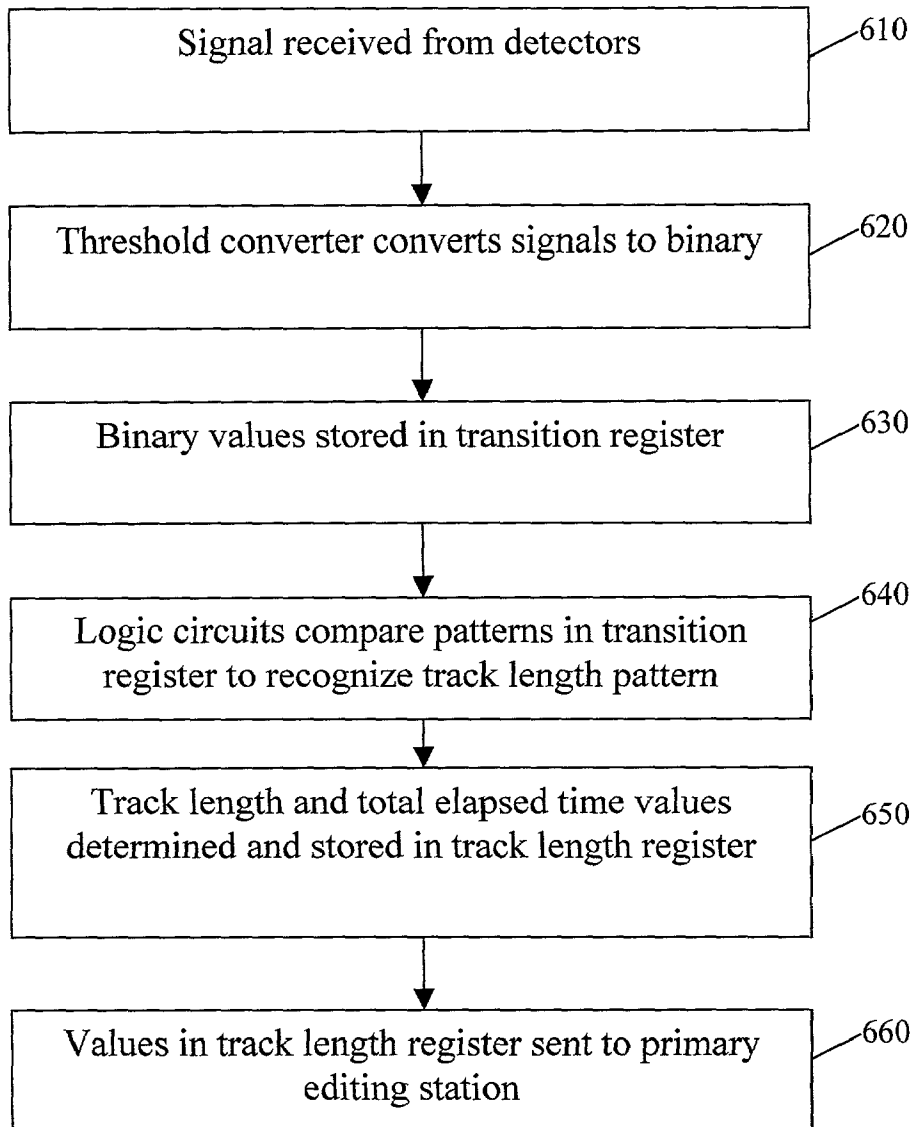 Signal received from detectors
610
Threshold converter converts signals to binary
620
Binary values stored in transition register
630
Logic circuits compare patterns in transition
register to recognize track length pattern
640
Track length and total elapsed time values
determined and stored in track length register
650
Values in track length register sent to primary
editing station
660